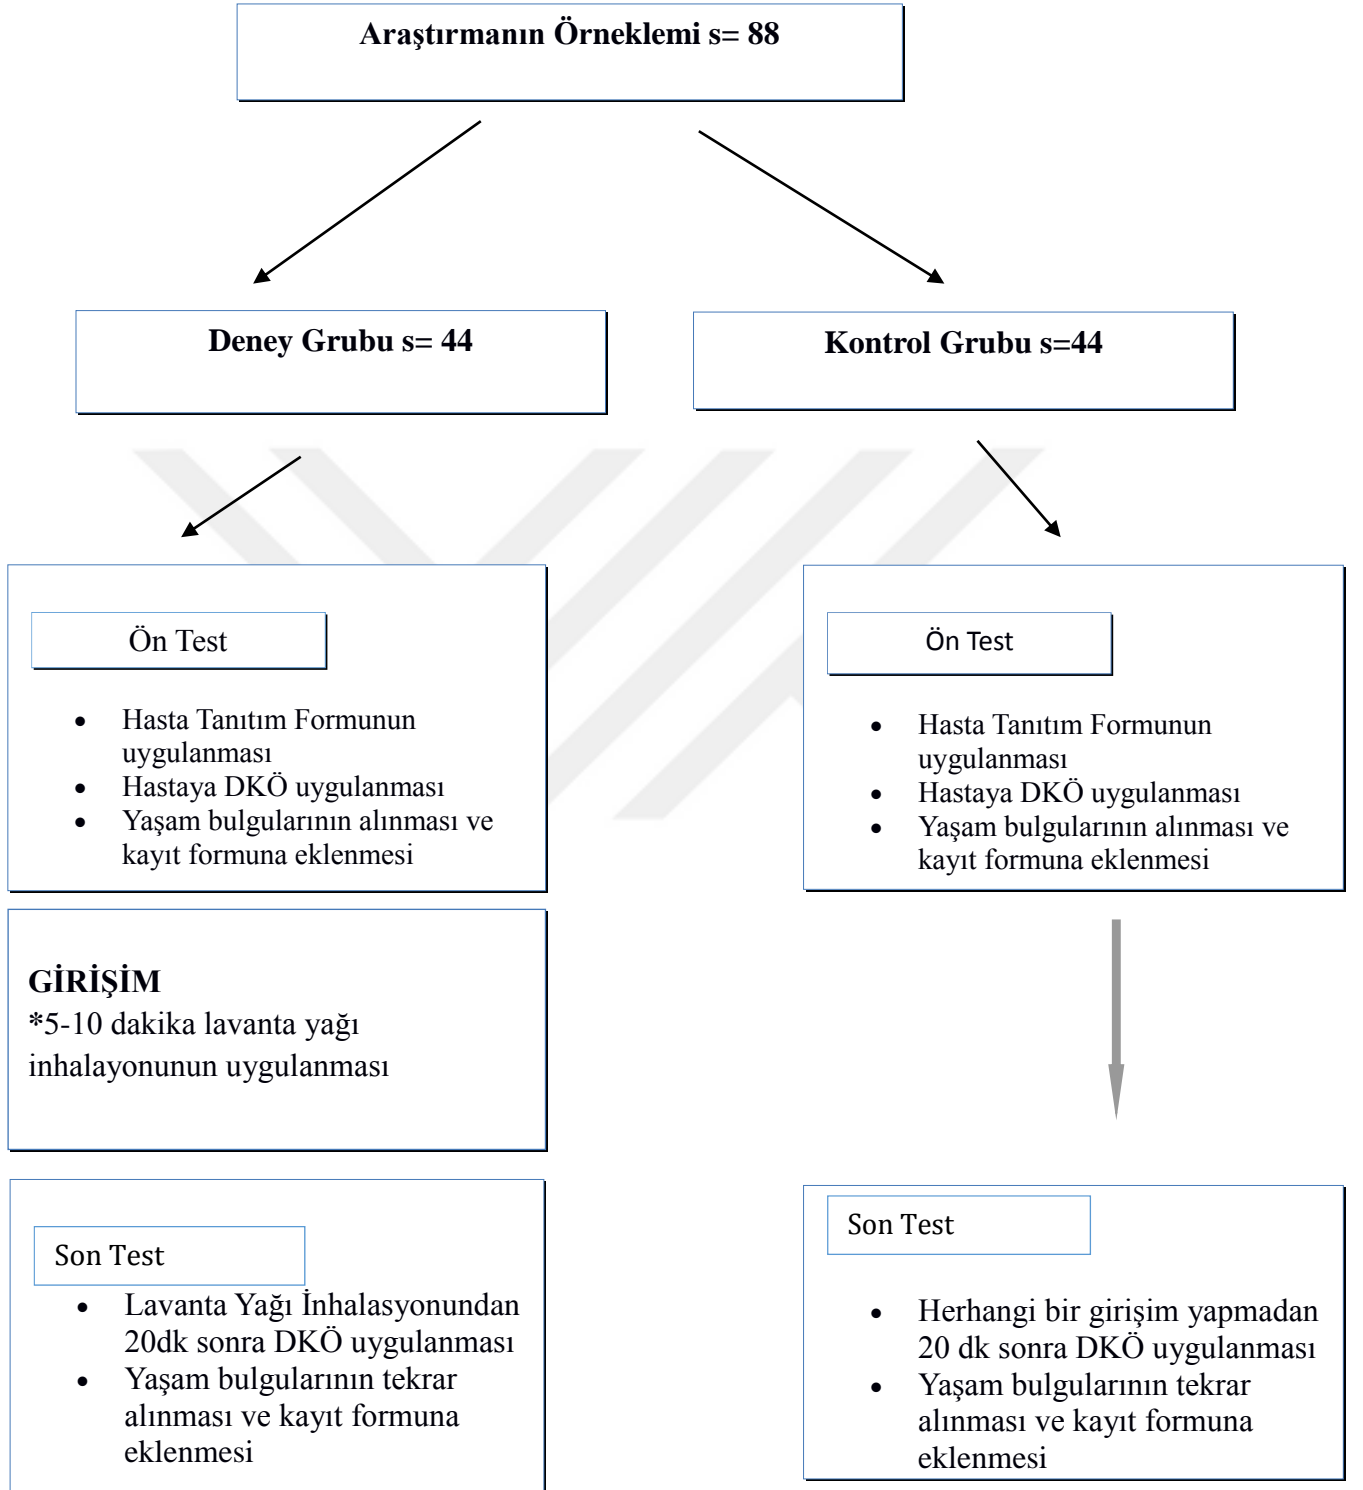 Araştırmanın Örneklemi s= 88
Deney Grubu s= 44
Kontrol Grubu s=44
Ön Test
• Hasta Tanıtım Formunun
uygulanması
• Hastaya DKÖ uygulanması
• Yaşam bulgularının alınması ve
kayıt formuna eklenmesi
Ön Test
• Hasta Tanıtım Formunun
uygulanması
• Hastaya DKÖ uygulanması
• Yaşam bulgularının alınması ve
kayıt formuna eklenmesi
GİRİŞİM
*5-10 dakika lavanta yağı
inhalayonunun uygulanması
Son Test
• Lavanta Yağı İnhalasyonundan
20dk sonra DKÖ uygulanması
• Yaşam bulgularının tekrar
alınması ve kayıt formuna
eklenmesi
Son Test
• Herhangi bir girişim yapmadan
20 dk sonra DKÖ uygulanması
• Yaşam bulgularının tekrar
alınması ve kayıt formuna
eklenmesi